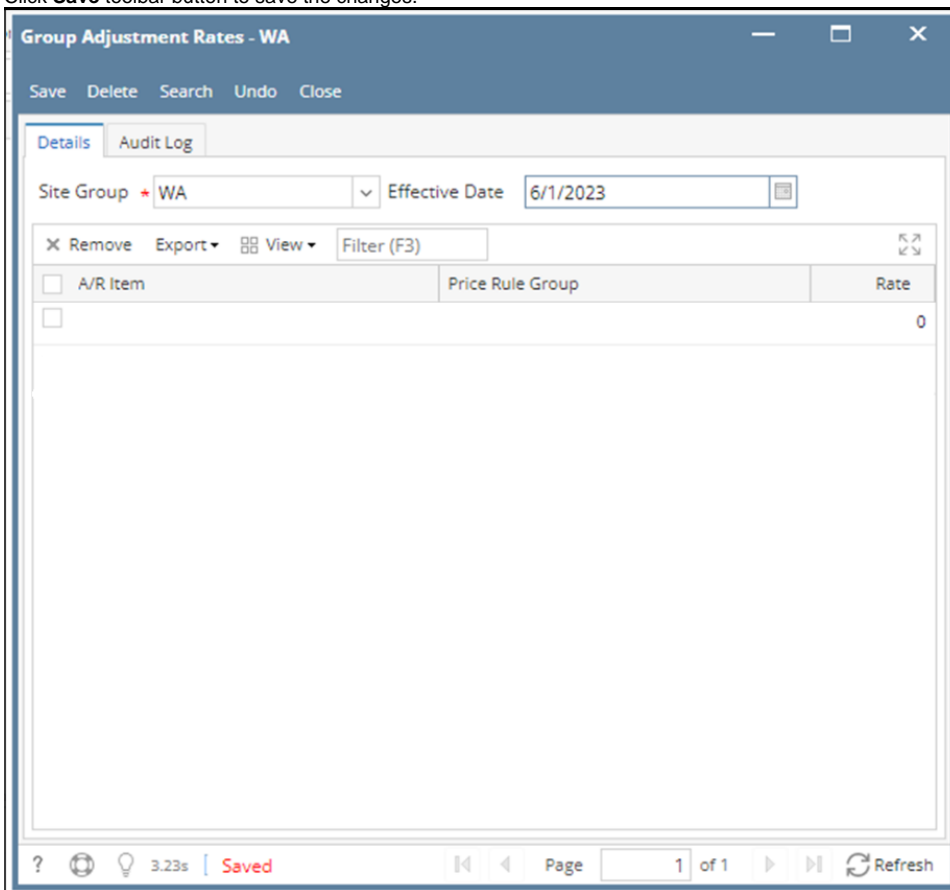 Click Save toolbar button to save the changes.
Group Adjustment Rates - WA
Save Delete Search Undo Close
Details Audit Log
Site Group * WA Effective Date 6/1/2023
Remove Export View Filter (F3)
A/R Item Price Rule Group Rate
0
? 3.23s Saved Page 1 of 1 Refresh